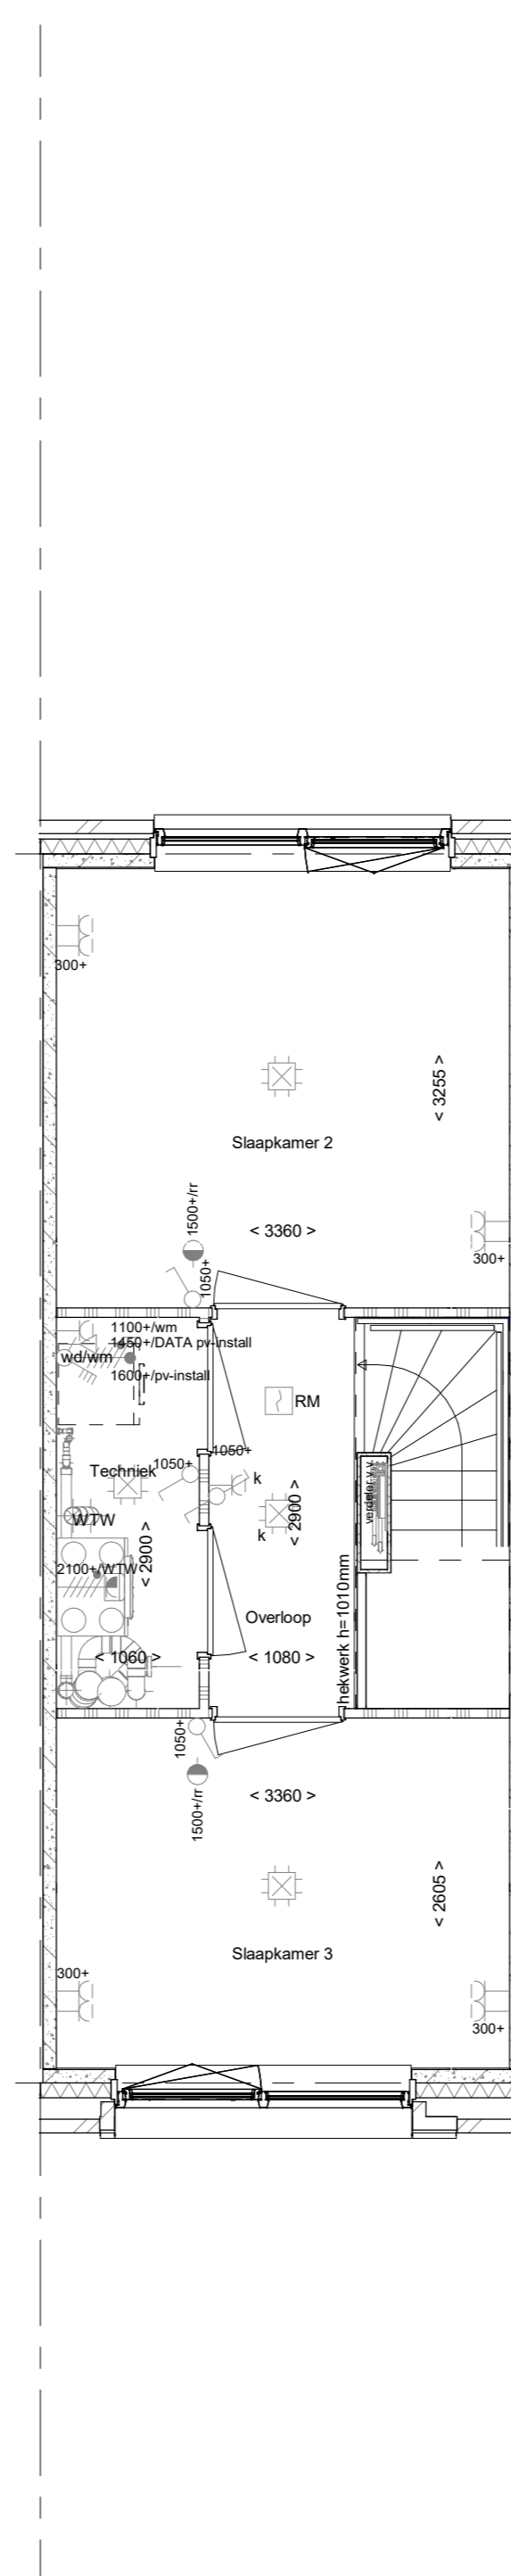 300+
< 3255 >
Slaapkamer 2
1500+/rr
< 3360 >
300+
1050+
1100+/wm
1450+/DATA pv-install
wd/wm
1600+/pv-install
RM
1050+
1050+
Techniek
k
verdeler v.v.
WTW
< 2900 >
k
< 2900 >
2100+/WTW
hekwerk h=1010mm
Overloop
< 1060 >
< 1080 >
1050+
1500+/rr
< 3360 >
< 2605 >
Slaapkamer 3
300+
300+